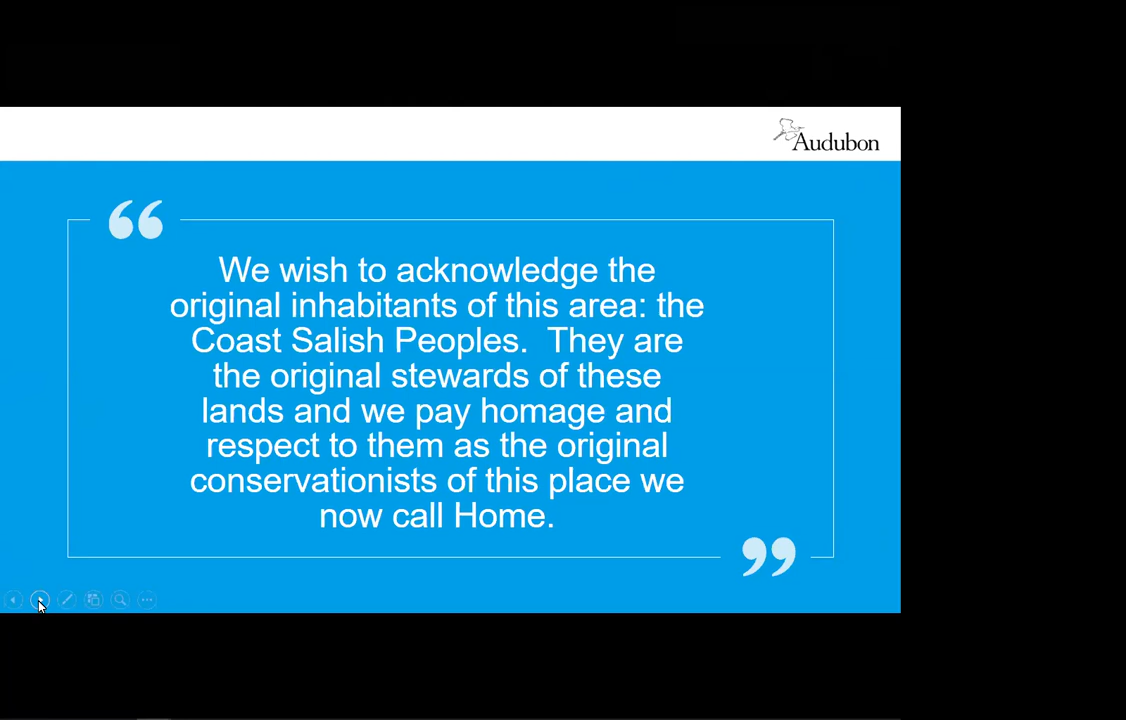 Audubon
“
We wish to acknowledge the
original inhabitants of this area: the
Coast Salish Peoples.  They are
the original stewards of these
lands and we pay homage and
respect to them as the original
conservationists of this place we
now call Home.
”